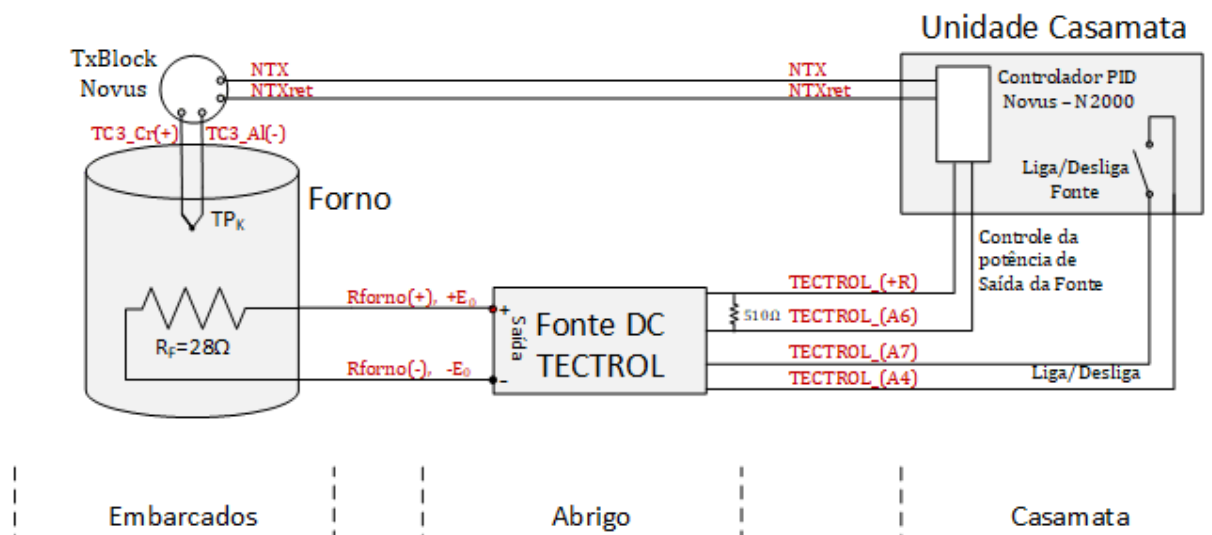 Unidade Casamata
TxBlock
Novus
NTX
NTXret
NTX
NTXret
Controlador PID
Novus – N2000
TC3_Cr(+)
TC3_Al(-)
Liga/Desliga
Fonte
TPK
Forno
Controle da
potência de
Saída da Fonte
RF=28Ω
Rforno(+), +E0
Rforno(-), -E0
+
Saída
-
Fonte DC
TECTROL
TECTROL_(+R)
510Ω
TECTROL_(A6)
TECTROL_(A7)
TECTROL_(A4)
Liga/Desliga
Embarcados
Abrigo
Casamata